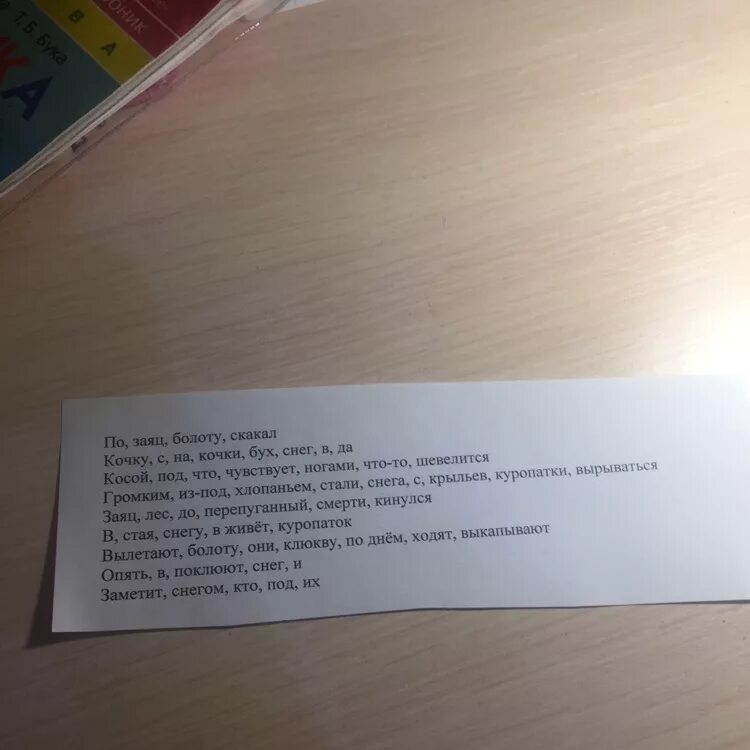 Т.Б Бука
КА
В
А
По, заяц, болоту, скакал
Кочку, с, на, кочки, бух, снег, в, да
Косой, под, что, чувствует, ногами, что-то, шевелится
Громким, из-под, хлопаньем, стали, снега, с, крыльев, куропатки, вырываться
Заяц, лес, до, перепуганный, смерти, кинулся
В, стая, снегу, в живёт, куропаток
Вылетают, болоту, они, клюкву, по днём, ходят, выкапывают
Опять, в, поклюют, снег, и
Заметит, снегом, кто, под, их